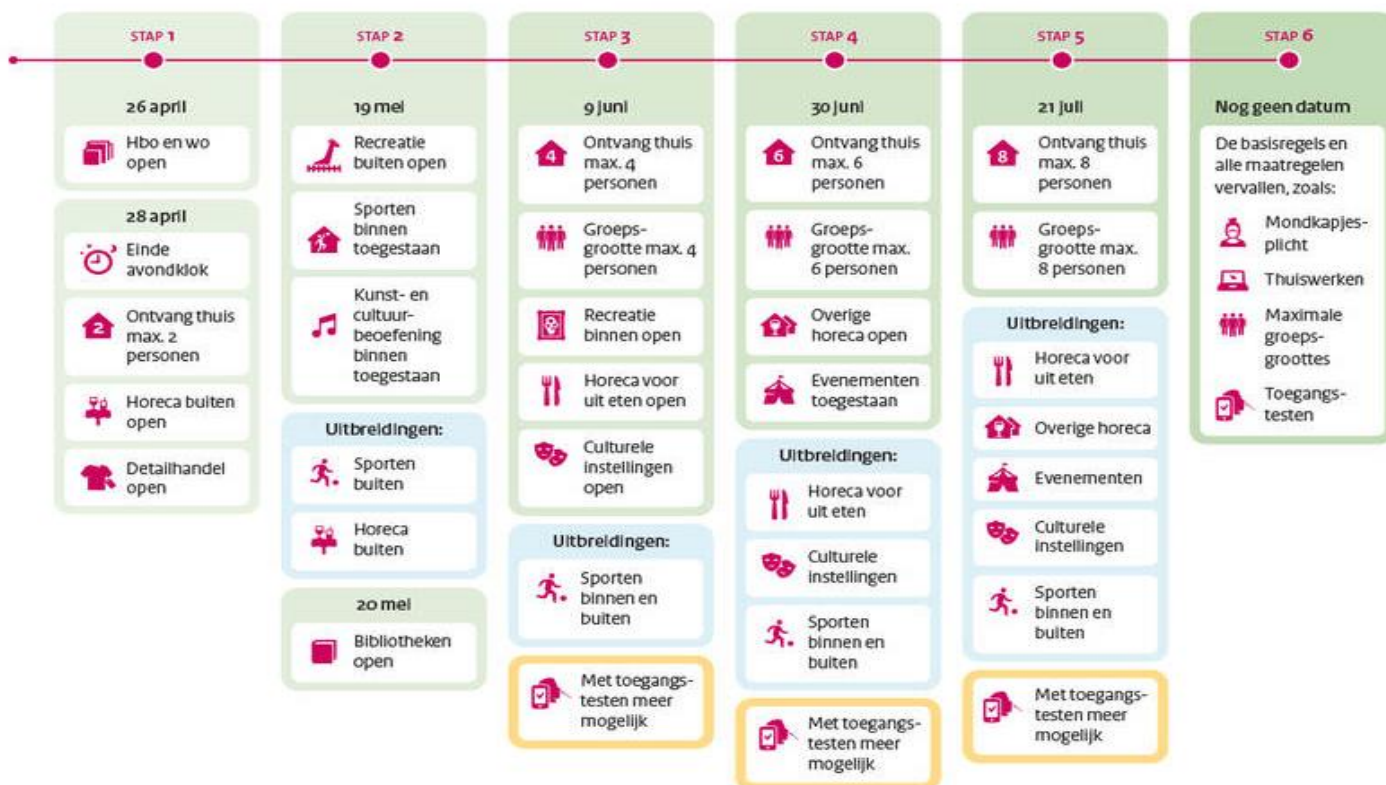 STAP 1
26 april
Hbo en wo
open
28 april
Einde
avondklok
2
Ontvang thuis
max. 2
personen
Horeca buiten
open
Detailhandel
open
STAP 2
19 mei
Recreatie
buiten open
Sporten
binnen
toegestaan
Kunst- en
cultuur-
beoefening
binnen
toegestaan
Uitbreidingen:
Sporten
buiten
Horeca
buiten
20 mei
Bibliotheken
open
STAP 3
9 juni
4
Ontvang thuis
max. 4
personen
Groeps-
grootte max. 4
personen
Recreatie
binnen open
Horeca voor
uit eten open
Culturele
instellingen
open
Uitbreidingen:
Sporten
binnen en
buiten
Met toegangs-
testen meer
mogelijk
STAP 4
30 juni
6
Ontvang thuis
max. 6
personen
Groeps-
grootte max.
6 personen
Overige
horeca open
Evenementen
toegestaan
Uitbreidingen:
Horeca voor
uit eten
Culturele
instellingen
Sporten
binnen en
buiten
Met toegangs-
testen meer
mogelijk
STAP 5
21 juli
8
Ontvang thuis
max. 8
personen
Groeps-
grootte max.
8 personen
Uitbreidingen:
Horeca voor
uit eten
Overige horeca
Evenementen
Culturele
instellingen
Sporten
binnen en
buiten
Met toegangs-
testen meer
mogelijk
STAP 6
Nog geen datum
De basisregels en
alle maatregelen
vervallen, zoals:
Mondkapjes-
plicht
Thuiswerken
Maximale
groeps-
groottes
Toegangs-
testen